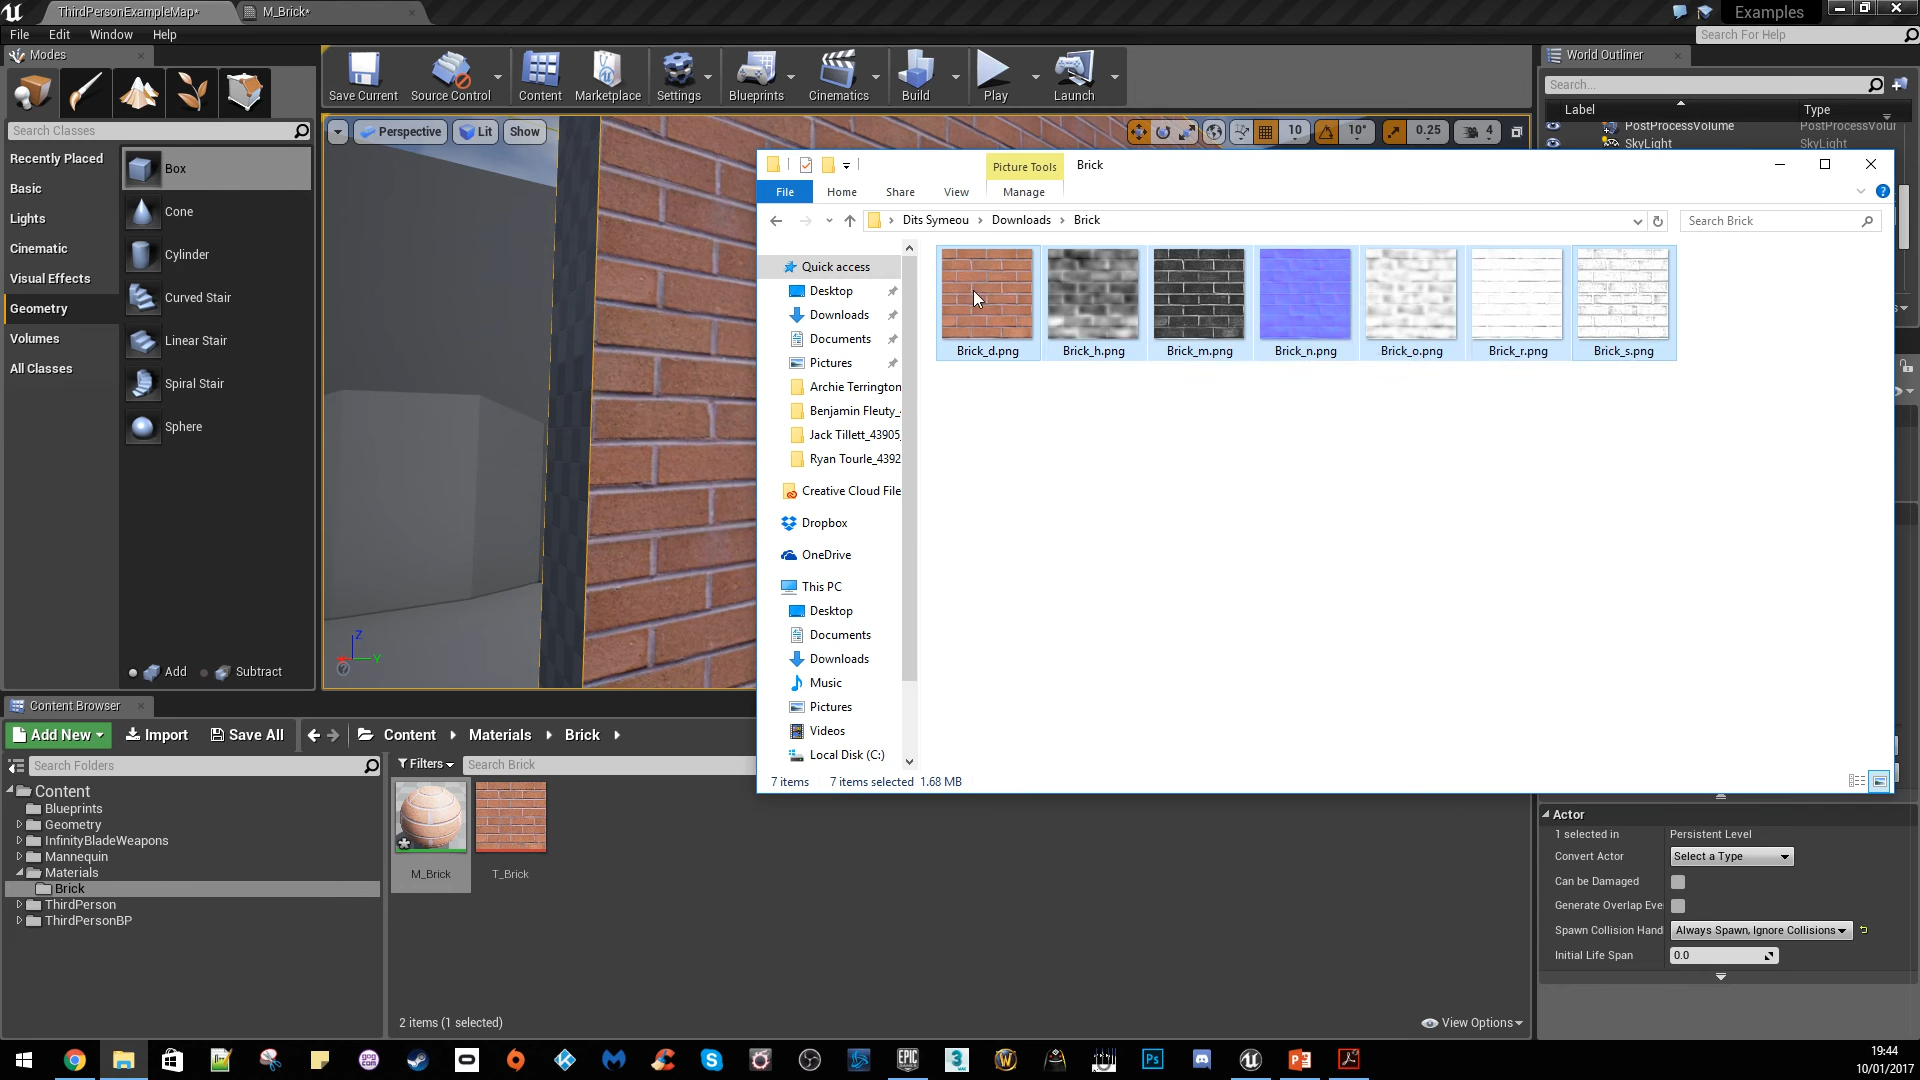 ThirdPersonExampleMap*
M_Brick*
Examples
File Edit Window Help
Search For Help
Modes
Search Classes
Recently Placed
Basic
Lights
Cinematic
Visual Effects
Geometry
Volumes
All Classes
Box
Cone
Cylinder
Curved Stair
Linear Stair
Spiral Stair
Sphere
Add Subtract
Save Current Source Control Content Marketplace Settings Blueprints Cinematics Build Play Launch
Perspective Lit Show
10 10° 0.25 4
World Outliner
Search...
Label Type
PostProcessVolume PostProcessVolur
SkyLight SkyLight
Picture Tools Brick
File Home Share View Manage
Dits Symeou Downloads Brick
Search Brick
Quick access
Desktop
Downloads
Documents
Pictures
Archie Terrington
Benjamin Fleuty_
Jack Tillett_43905
Ryan Tourle_4392
Creative Cloud File
Dropbox
OneDrive
This PC
Desktop
Documents
Downloads
Music
Pictures
Videos
Local Disk (C:)
Brick_d.png Brick_h.png Brick_m.png Brick_n.png Brick_o.png Brick_r.png Brick_s.png
7 items 7 items selected 1.68 MB
Z
Y
Content Browser
Add New Import Save All Content Materials Brick
Search Folders
Filters Search Brick
Content
Blueprints
Geometry
InfinityBladeWeapons
Mannequin
Materials
Brick
ThirdPerson
ThirdPersonBP
M_Brick T_Brick
2 items (1 selected)
View Options
Actor
1 selected in Persistent Level
Convert Actor Select a Type
Can be Damaged
Generate Overlap Eve
Spawn Collision Hand Always Spawn, Ignore Collisions
Initial Life Span 0.0
19:44
10/01/2017